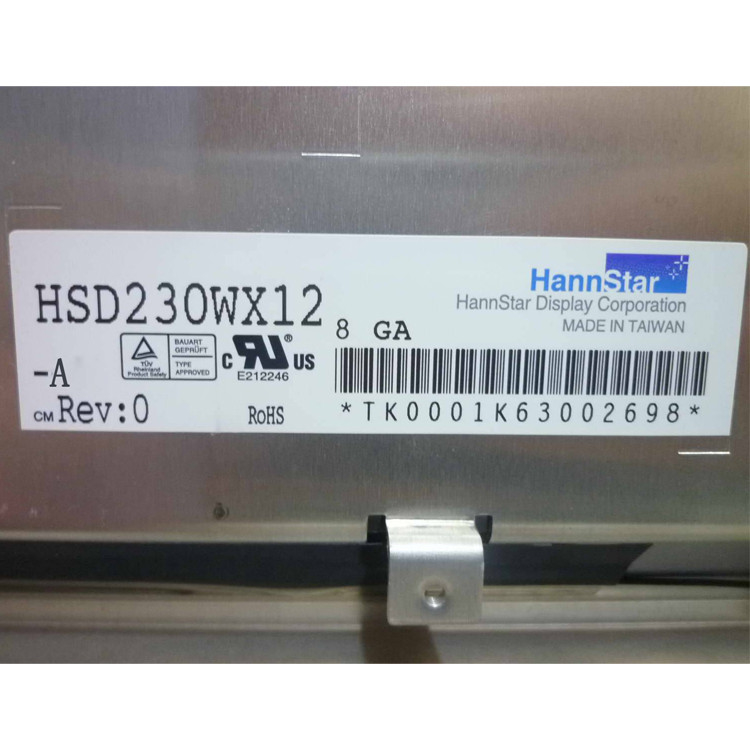 HSD230WX12
-A
CM Rev:0
BAUART
GEPRÜFT
TYPE
APPROVED
TÜV
Rheinland
Product Safety
C RU ® US
E212246
RoHS
8 GA
HannStar
HannStar Display Corporation
MADE IN TAIWAN
*TK0001K63002698*